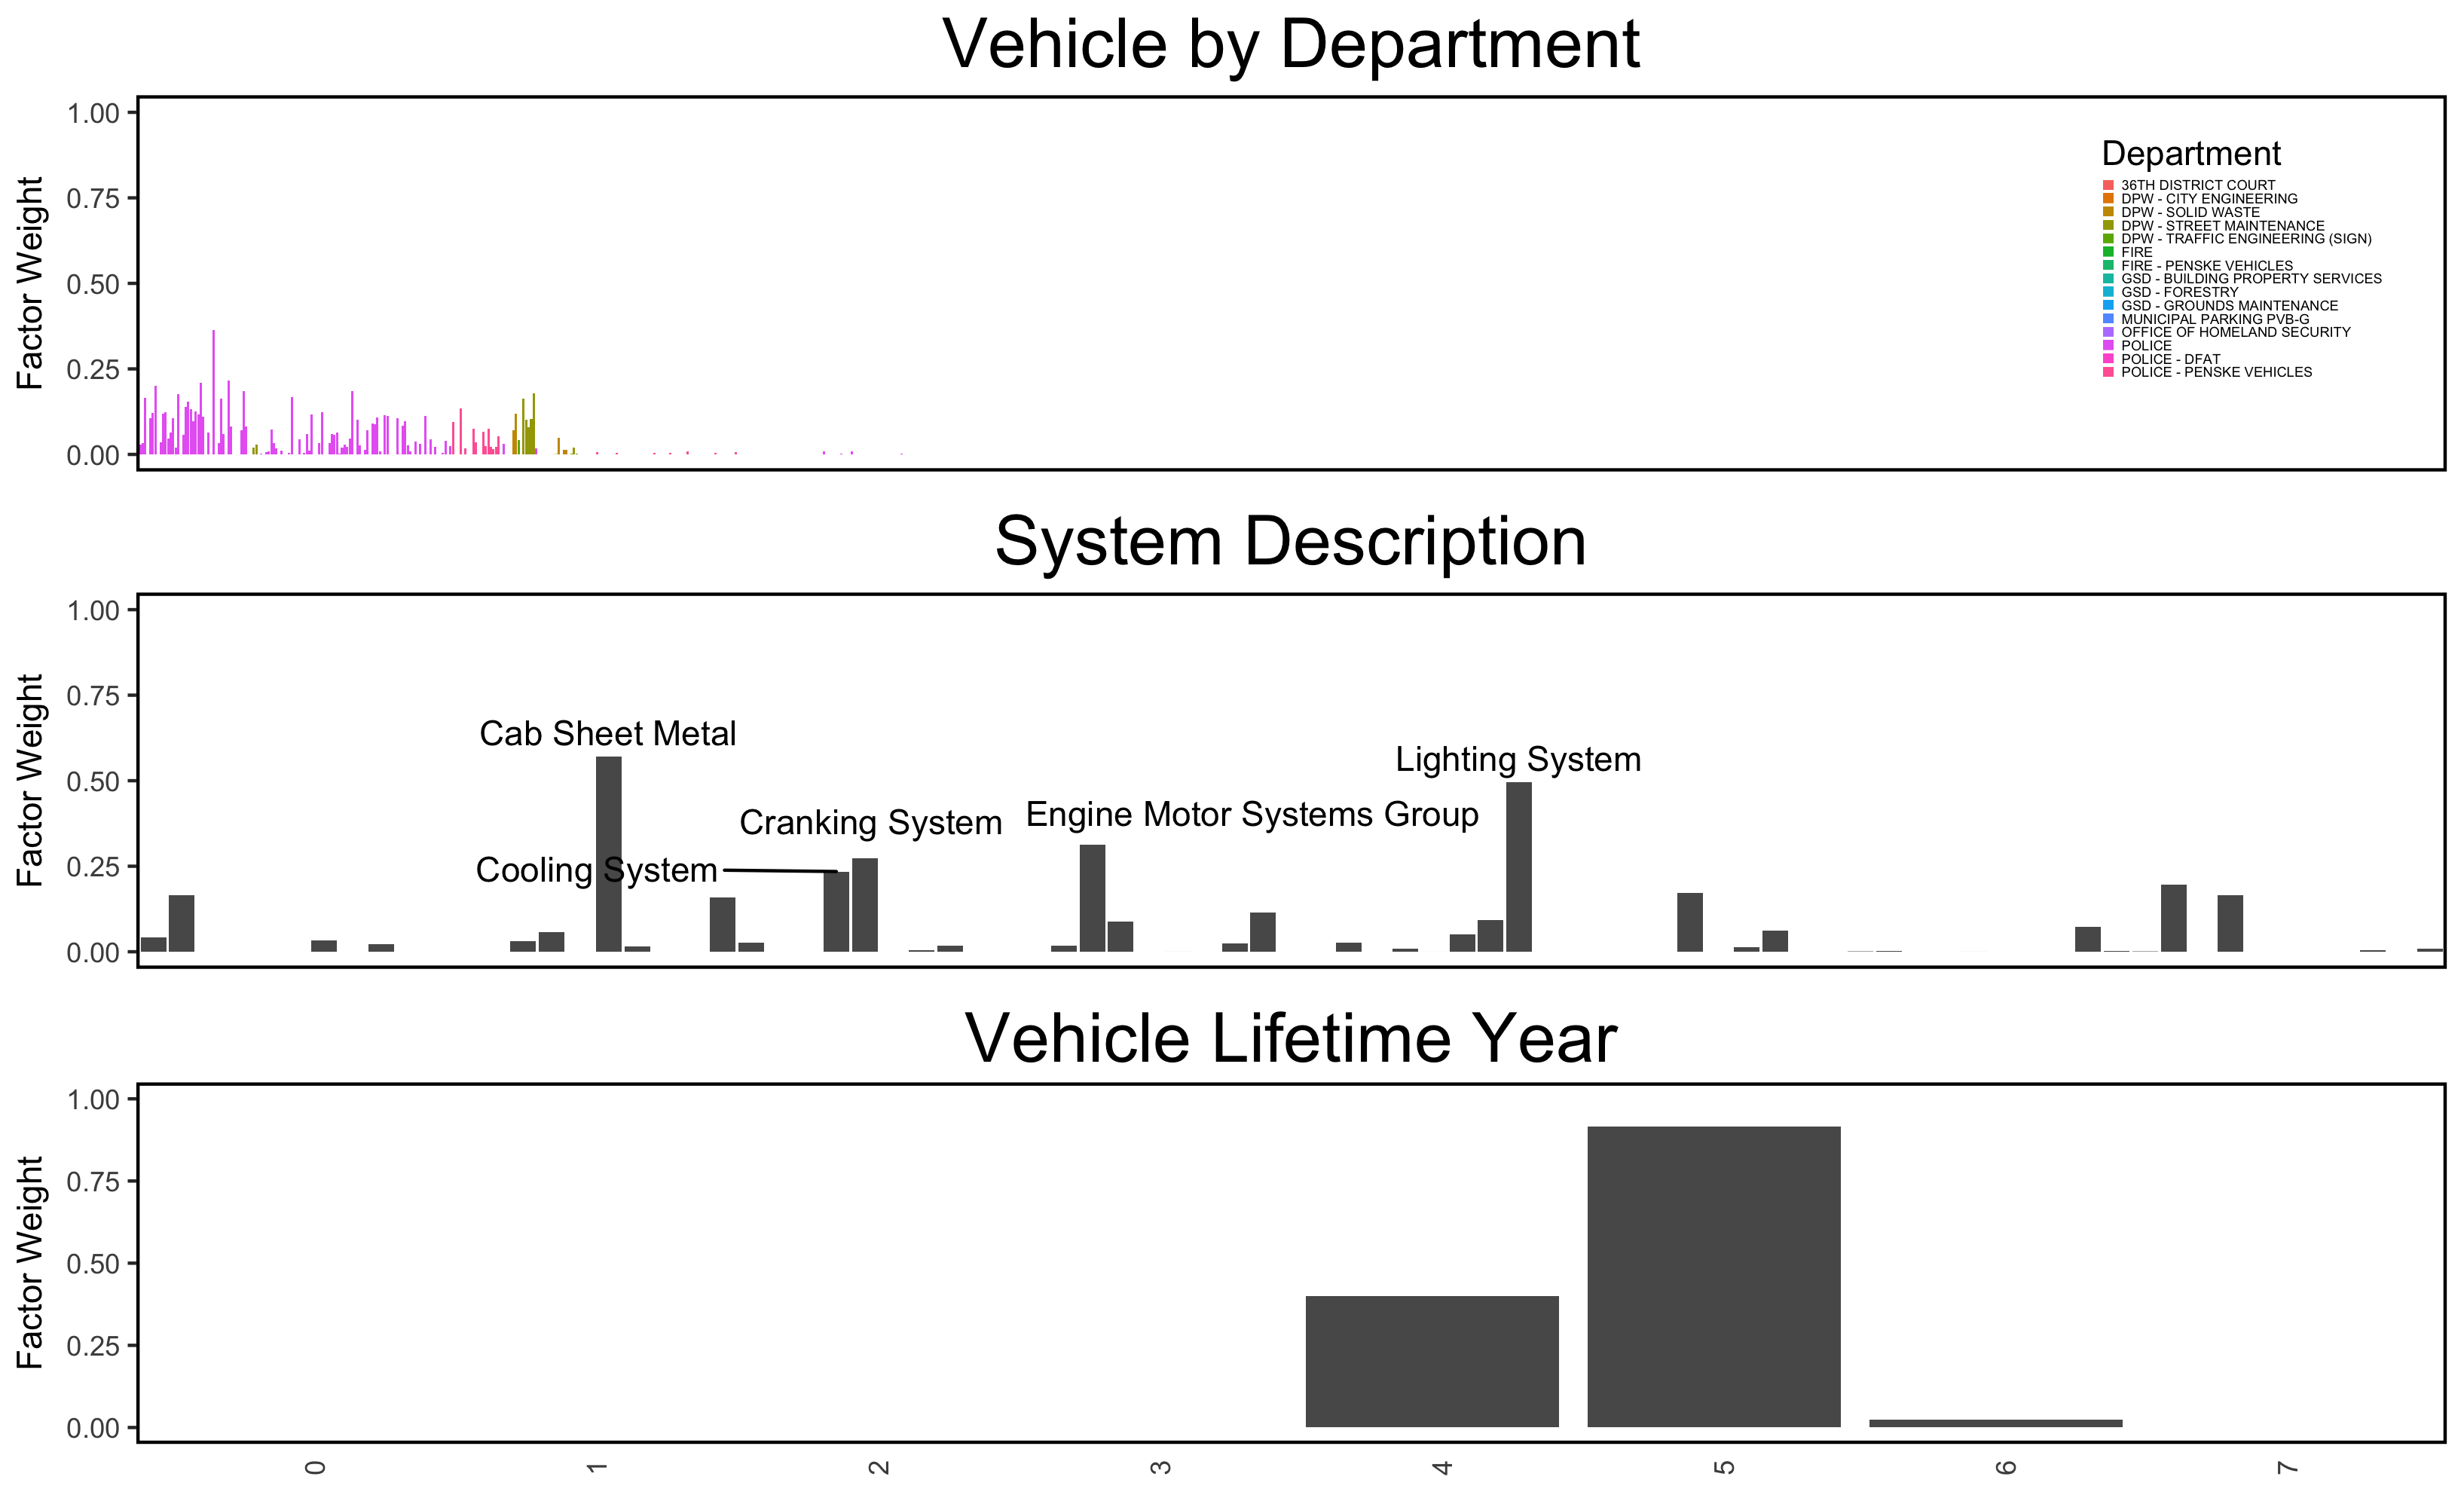 Vehicle by Department
Factor Weight
1.00
0.75
0.50
0.25
0.00
Department
36TH DISTRICT COURT
DPW - CITY ENGINEERING
DPW - SOLID WASTE
DPW - STREET MAINTENANCE
DPW - TRAFFIC ENGINEERING (SIGN)
FIRE
FIRE - PENSKE VEHICLES
GSD - BUILDING PROPERTY SERVICES
GSD - FORESTRY
GSD - GROUNDS MAINTENANCE
MUNICIPAL PARKING PVB-G
OFFICE OF HOMELAND SECURITY
POLICE
POLICE - DFAT
POLICE - PENSKE VEHICLES
System Description
Factor Weight
1.00
0.75
0.50
0.25
0.00
Cab Sheet Metal
Lighting System
Cranking System
Engine Motor Systems Group
Cooling System
Vehicle Lifetime Year
Factor Weight
1.00
0.75
0.50
0.25
0.00
0 1 2 3 4 5 6 7